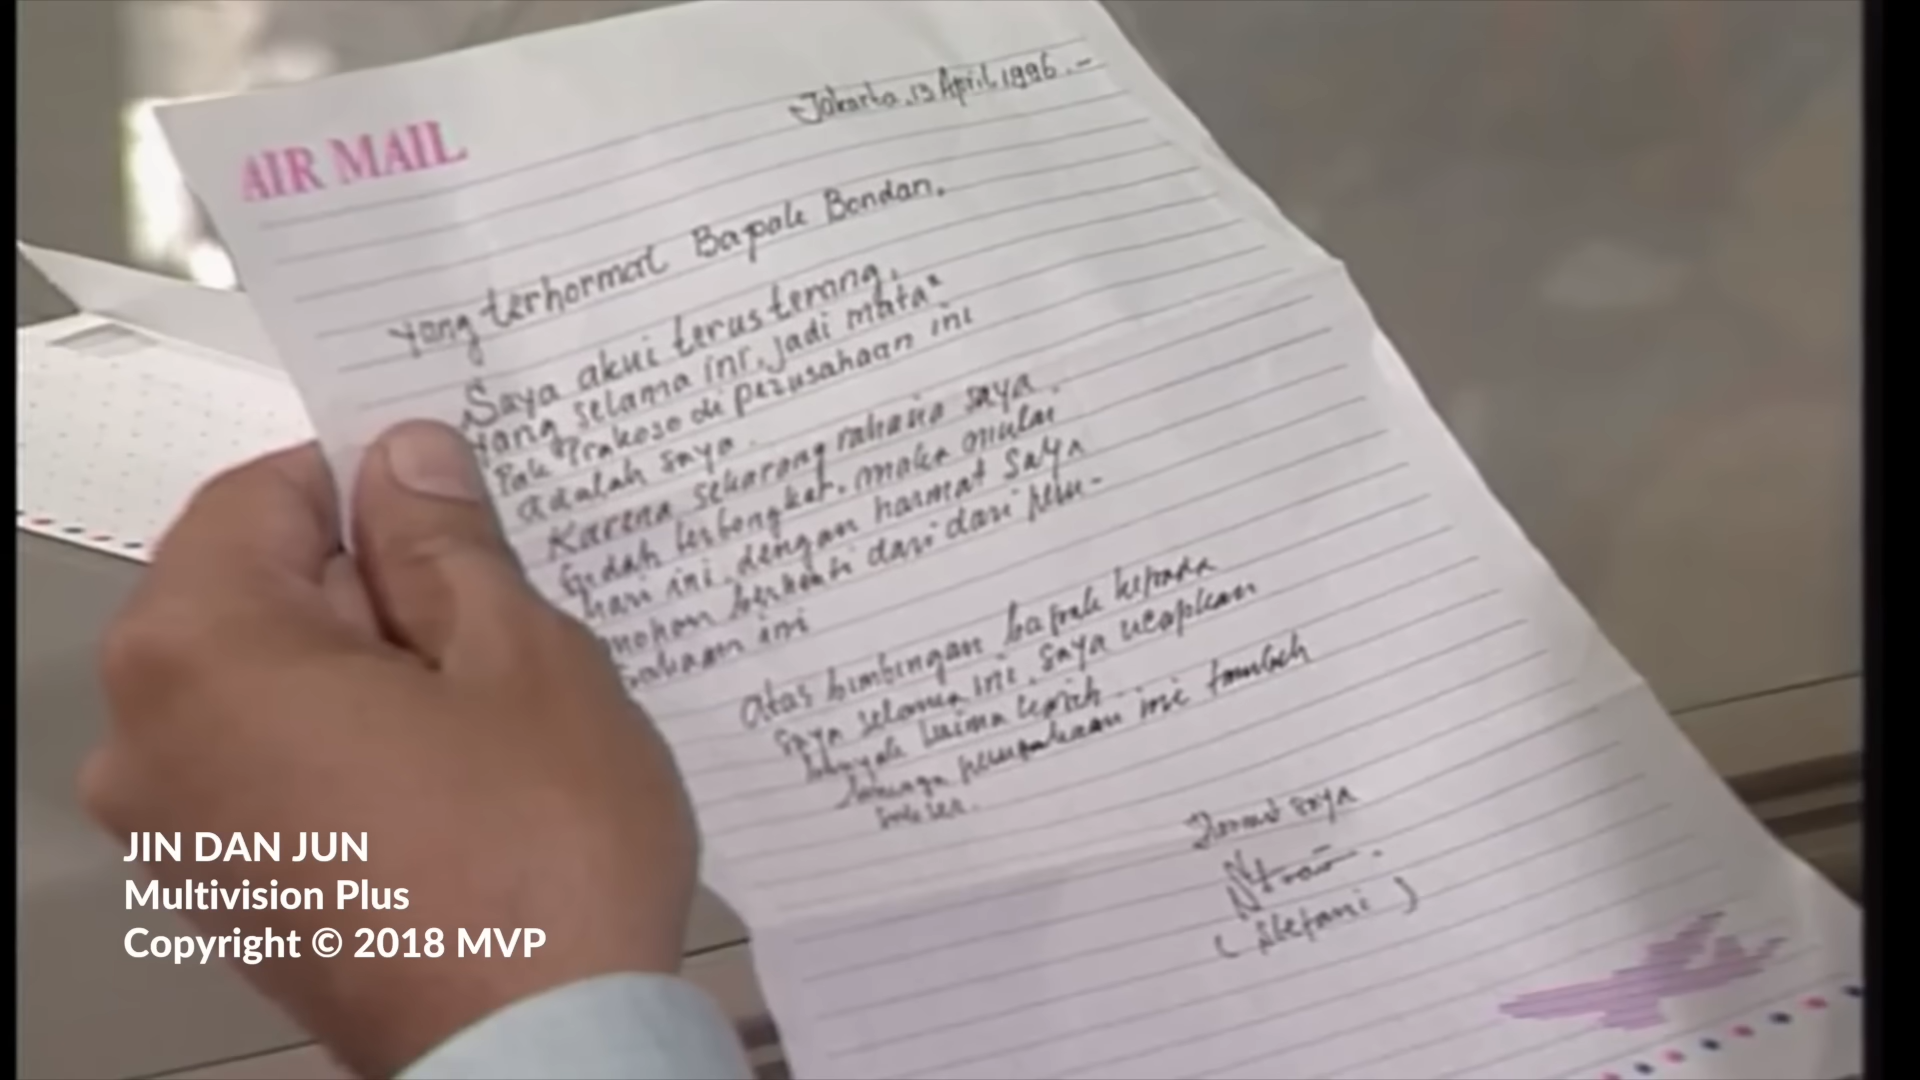 Jakarta, 13 April 1996.-
AIR MAIL
Yang terhormat Bapak Bondan.
Saya akui terus terang,
Yang selama ini, jadi mata²
Pak Prakoso di perusahaan ini
adalah saya.
Karena sekarang rahasia saya.
sudah terbongkar. maka mulai
hari ini, dengan hormat saya
mohon berhenti dari dari peru-
sahaan ini
Atas bimbingan bapak kepada
saya selama ini. saya ucapkan
banyak terima kasih.
Semoga perusahaan ini tambah
sukses.
Hormat saya
(Stefani)
JIN DAN JUN
Multivision Plus
Copyright © 2018 MVP